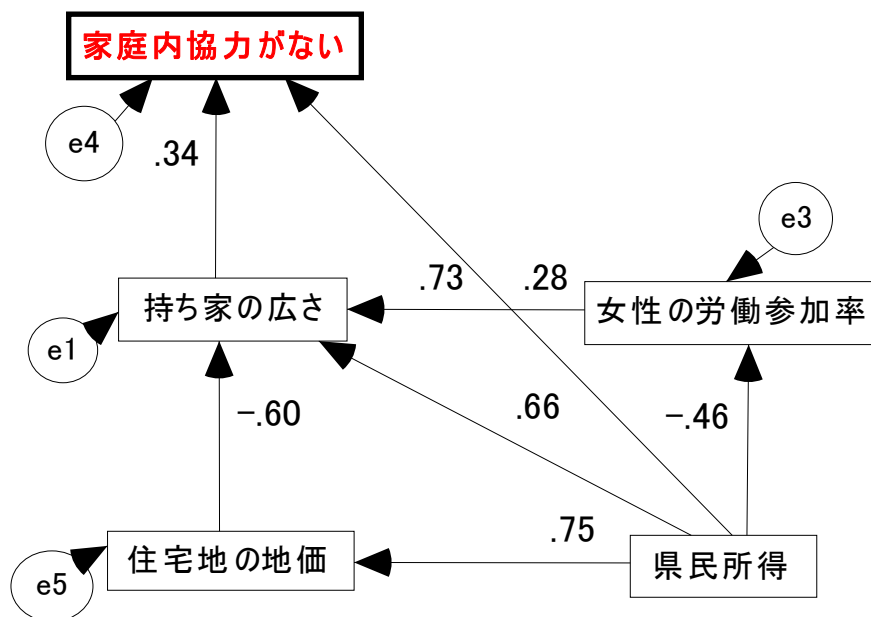 家庭内協力がない
e4
.34
e3
.73
.28
持ち家の広さ
女性の労働参加率
e1
-.60
.66
-.46
.75
住宅地の地価
県民所得
e5